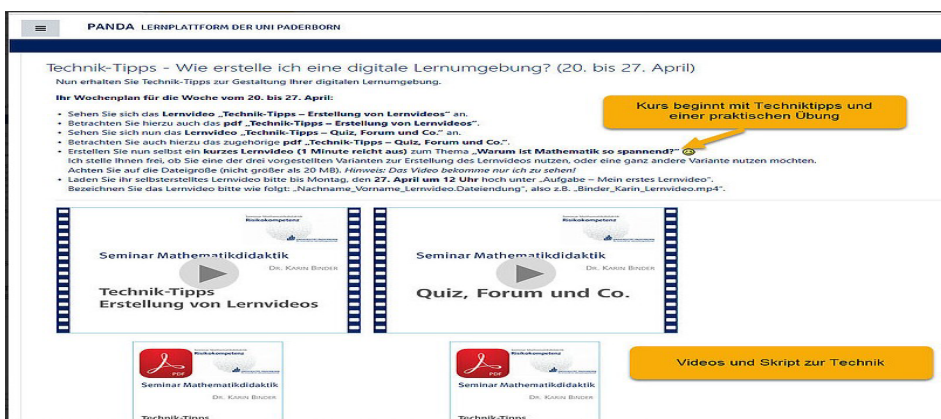 PANDA LERNPLATTFORM DER UNI PADERBORN
Technik-Tipps - Wie erstelle ich eine digitale Lernumgebung? (20. bis 27. April)
Nun erhalten Sie Technik-Tipps zur Gestaltung Ihrer digitalen Lernumgebung.
Ihr Wochenplan für die Woche vom 20. bis 27. April:
Kurs beginnt mit Techniktipps und
einer praktischen Übung
• Sehen Sie sich das Lernvideo „Technik-Tipps – Erstellung von Lernvideos" an.
• Betrachten Sie hierzu auch das pdf „Technik-Tipps – Erstellung von Lernvideos".
• Sehen Sie sich nun das Lernvideo „Technik-Tipps – Quiz, Forum und Co." an.
• Betrachten Sie auch hierzu das zugehörige pdf „Technik-Tipps – Quiz, Forum und Co.".
• Erstellen Sie nun selbst ein kurzes Lernvideo (1 Minute reicht aus) zum Thema „Warum ist Mathematik so spannend?"
Ich stelle Ihnen frei, ob Sie eine der drei vorgestellten Varianten zur Erstellung des Lernvideos nutzen, oder eine ganz andere Variante nutzen möchten.
Achten Sie auf die Dateigröße (nicht größer als 20 MB). Hinweis: Das Video bekomme nur ich zu sehen!
• Laden Sie ihr selbsterstelltes Lernvideo bitte bis Montag, den 27. April um 12 Uhr hoch unter „Aufgabe – Mein erstes Lernvideo".
Bezeichnen Sie das Lernvideo bitte wie folgt: „Nachname_Vorname_Lernvideo.Dateiendung", also z.B. „Binder_Karin_Lernvideo.mp4".
Risikokompetenz
Seminar Mathematikdidaktik
DR. KARIN BINDER
Technik-Tipps
Erstellung von Lernvideos
Risikokompetenz
Seminar Mathematikdidaktik
DR. KARIN BINDER
Quiz, Forum und Co.
PDF
Risikokompetenz
Seminar Mathematikdidaktik
DR. KARIN BINDER
Technik-Tipps
PDF
Risikokompetenz
Seminar Mathematikdidaktik
DR. KARIN BINDER
Technik-Tipps
Videos und Skript zur Technik